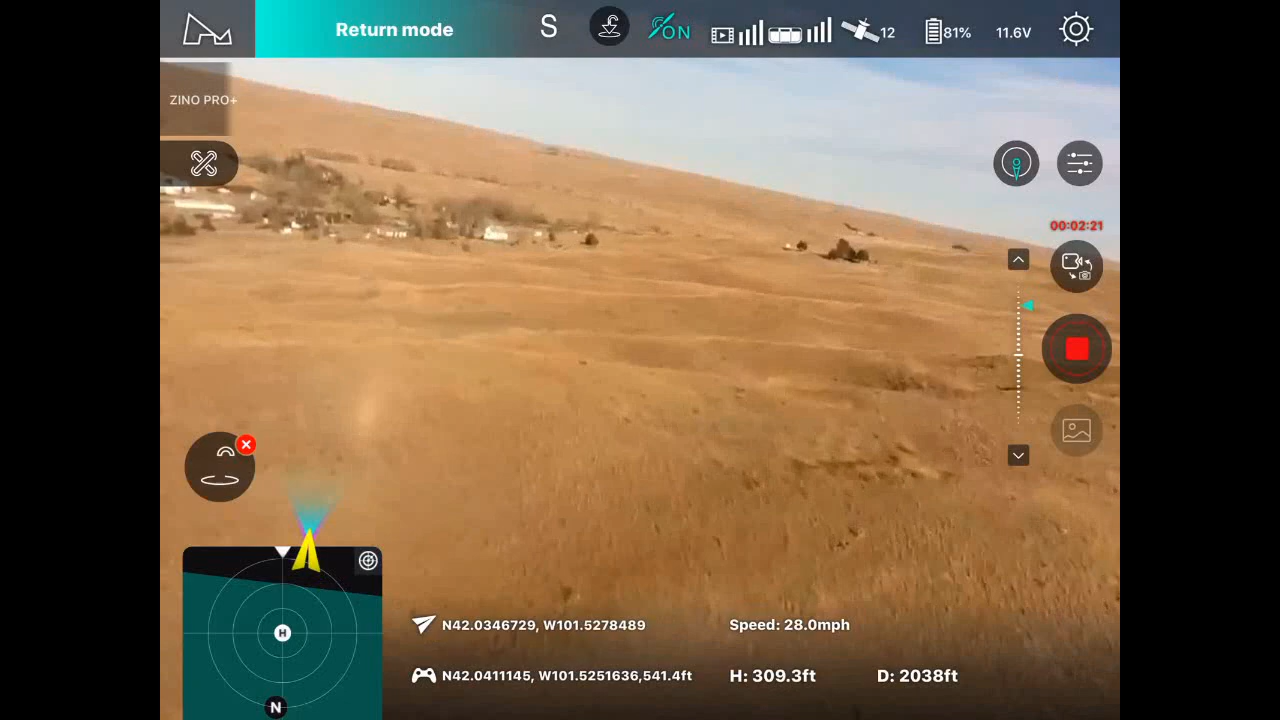 Return mode
S
ON
12
81%
11.6V
ZINO PRO+
00:02:21
H
N
N42.0346729, W101.5278489
Speed: 28.0mph
N42.0411145, W101.5251636,541.4ft
H: 309.3ft
D: 2038ft